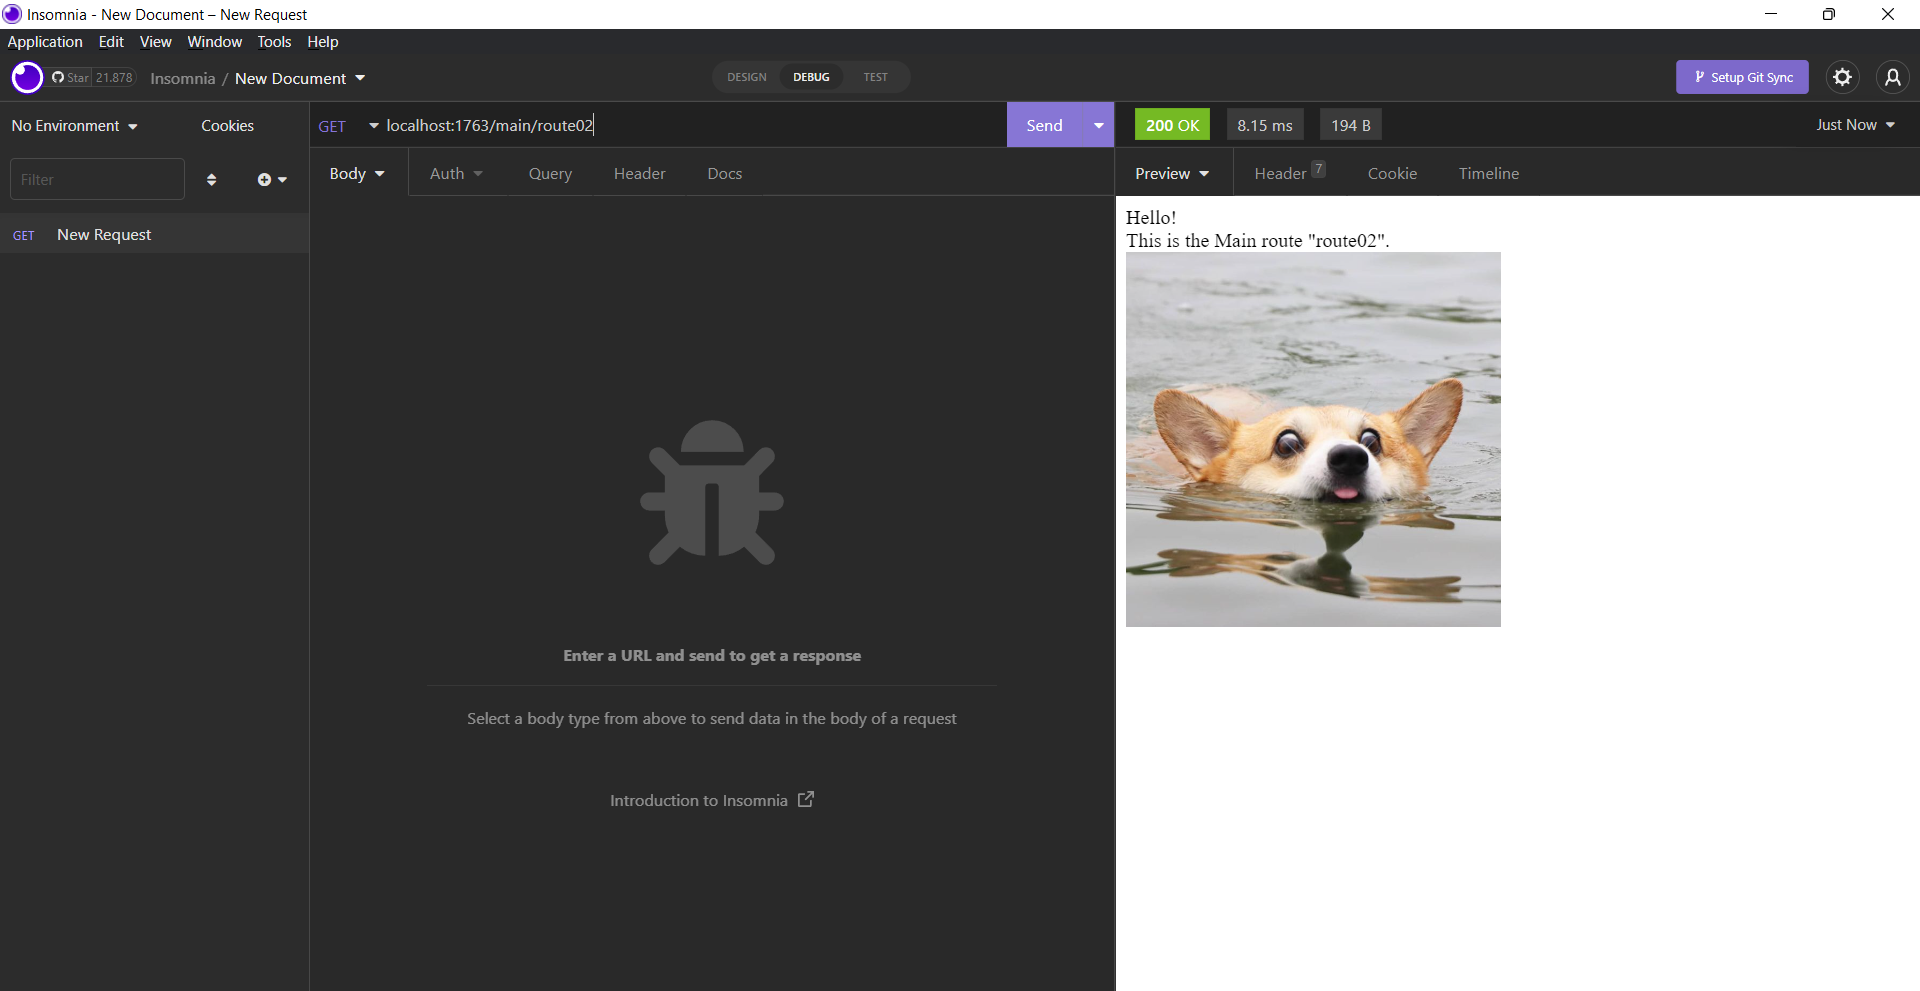 Insomnia - New Document – New Request
Application Edit View Window Tools Help
Star 21.878
Insomnia / New Document
DESIGN DEBUG TEST
Setup Git Sync
No Environment
Cookies
GET localhost:1763/main/route02
Send
200 OK
8.15 ms
194 B
Just Now
Filter
Body Auth Query Header Docs
Preview Header 7 Cookie Timeline
GET New Request
Hello!
This is the Main route "route02".
Enter a URL and send to get a response
Select a body type from above to send data in the body of a request
Introduction to Insomnia